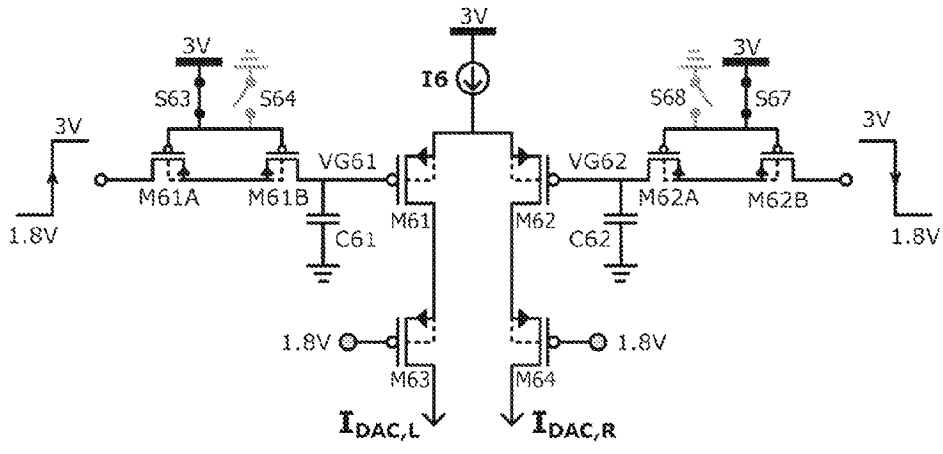 3V
3V
3V
I6
S63
S64
S68
S67
3V
3V
VG61
VG62
M61A
M61B
M61
M62
M62A
M62B
1.8V
C61
C62
1.8V
1.8V
1.8V
M63
M64
IDAC,L
IDAC,R